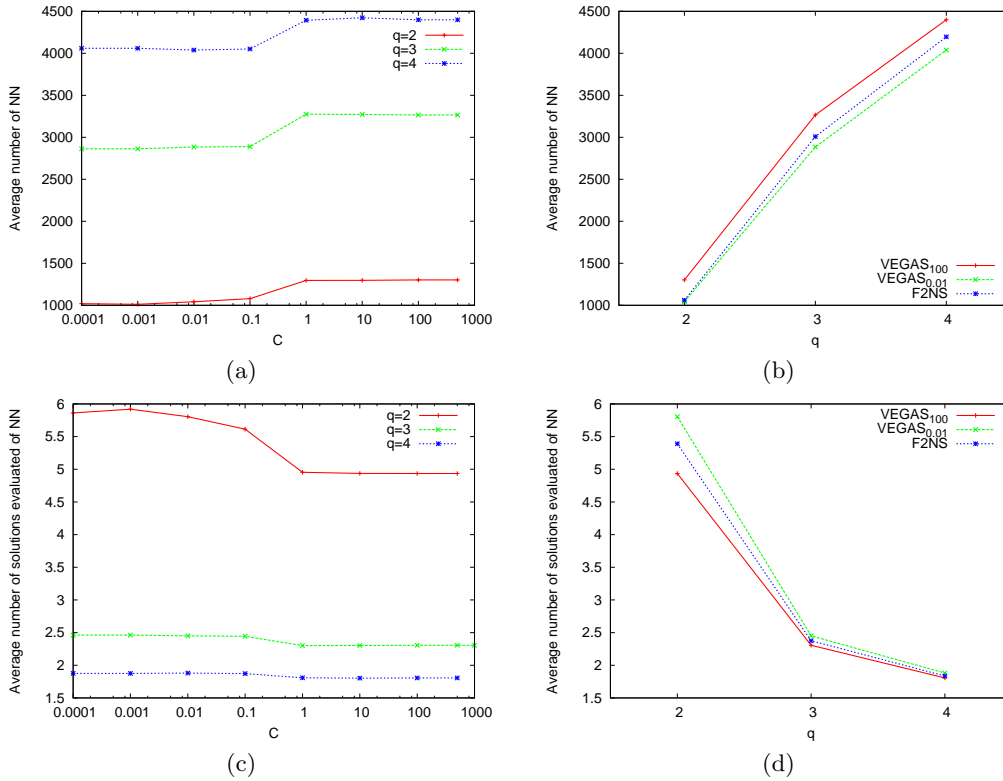 4500
4000
3500
3000
2500
2000
1500
1000
0.0001 0.001 0.01 0.1 1 10 100 1000
Average number of NN
C
q=2
q=3
q=4
(a)
4500
4000
4500
3000
4500
2000
4500
1000
2 3 4
Average number of NN
q
VEGAS100
VEGAS0.01
F2NS
(b)
6
5.5
5
4.5
4
3.5
3
2.5
2
1.5
0.0001 0.001 0.01 0.1 1 10 100 1000
Average number of solutions evaluated of NN
C
q=2
q=3
q=4
(c)
6
5.5
5
4.5
4
3.5
3
2.5
2
1.5
2 3 4
Average number of solutions evaluated of NN
q
VEGAS100
VEGAS0.01
F2NS
(d)